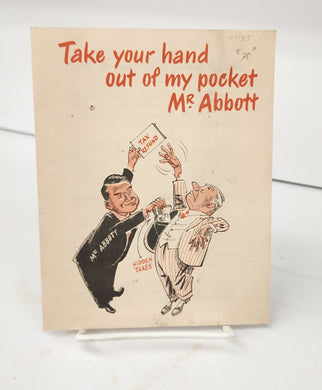 Take your hand
out of my pocket
Mr. Abbott
TAX
REFUND
Mr ABBOTT
HIDDEN
TAXES